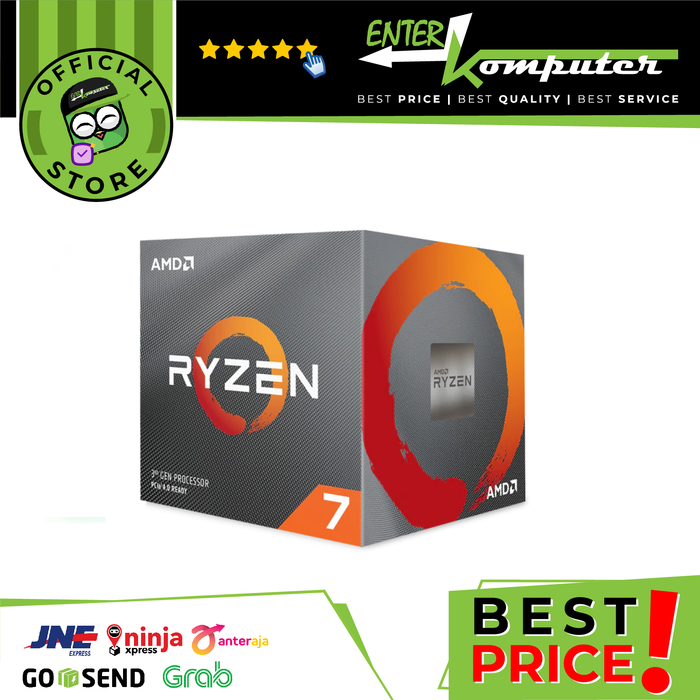 OFFICIAL
STORE
ENTER
Komputer
BEST PRICE | BEST QUALITY | BEST SERVICE
AMD
RYZEN
3rd GEN PROCESSOR
PCIe 4.0 READY
7
AMD
RYZEN
AMD
JNE
EXPRESS
ninja
xpress
anteraja
GO SEND
Grab
BEST
PRICE!